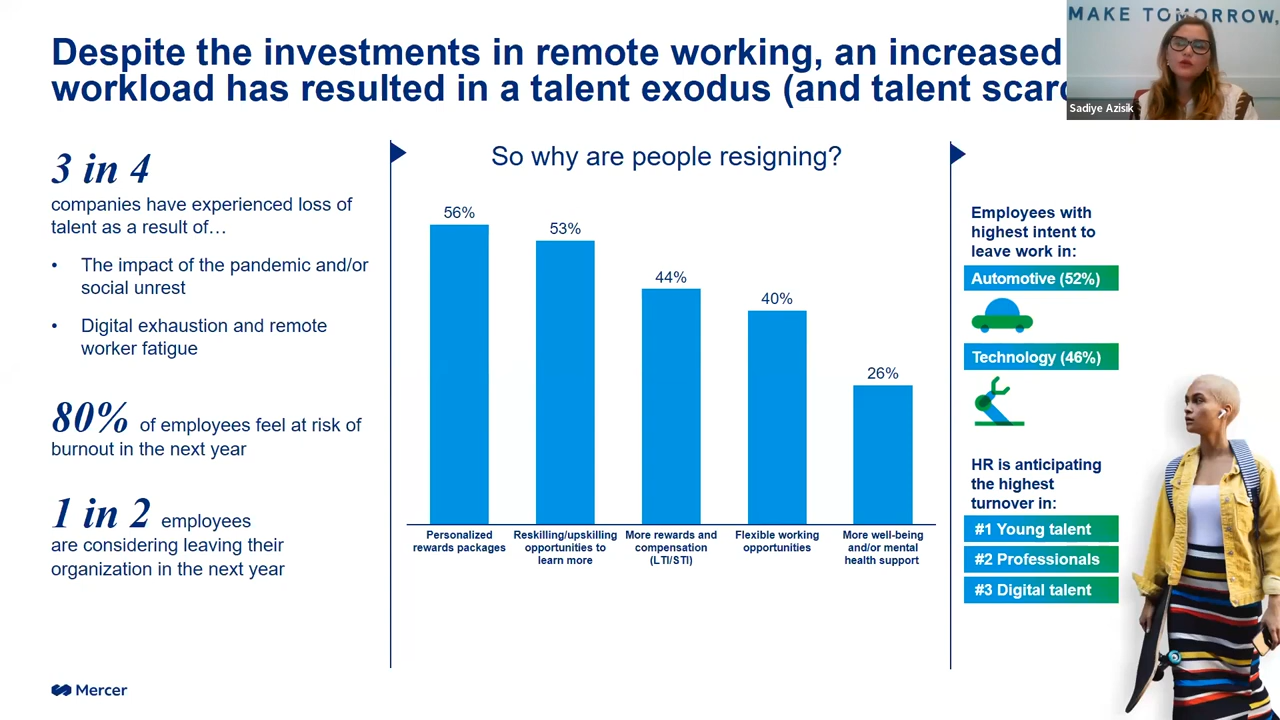 Despite the investments in remote working, an increased
workload has resulted in a talent exodus (and talent
MAKE TOMORROW,
Sadiye Azisik
3 in 4
companies have experienced loss of
talent as a result of…
• The impact of the pandemic and/or
social unrest
• Digital exhaustion and remote
worker fatigue
80% of employees feel at risk of
burnout in the next year
1 in 2 employees
are considering leaving their
organization in the next year
So why are people resigning?
56%
53%
44%
40%
26%
Personalized
rewards packages
Reskilling/upskilling
opportunities to
learn more
More rewards and
compensation
(LTI/STI)
Flexible working
opportunities
More well-being
and/or mental
health support
Employees with
highest intent to
leave work in:
Automotive (52%)
Technology (46%)
HR is anticipating
the highest
turnover in:
#1 Young talent
#2 Professionals
#3 Digital talent
Mercer